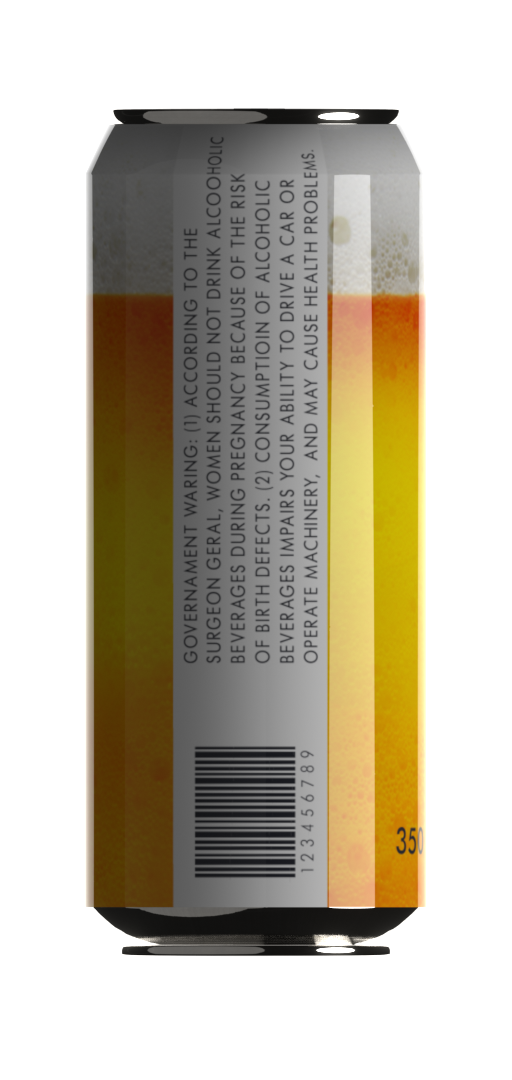 GOVERNAMENT WARING: (1) ACCORDING TO THE
SURGEON GERAL, WOMEN SHOULD NOT DRINK ALCOOHOLIC
BEVERAGES DURING PREGNANCY BECAUSE OF THE RISK
OF BIRTH DEFECTS. (2) CONSUMPTIOIN OF ALCOHOLIC
BEVERAGES IMPAIRS YOUR ABILITY TO DRIVE A CAR OR
OPERATE MACHINERY, AND MAY CAUSE HEALTH PROBLEMS.
123456789
350